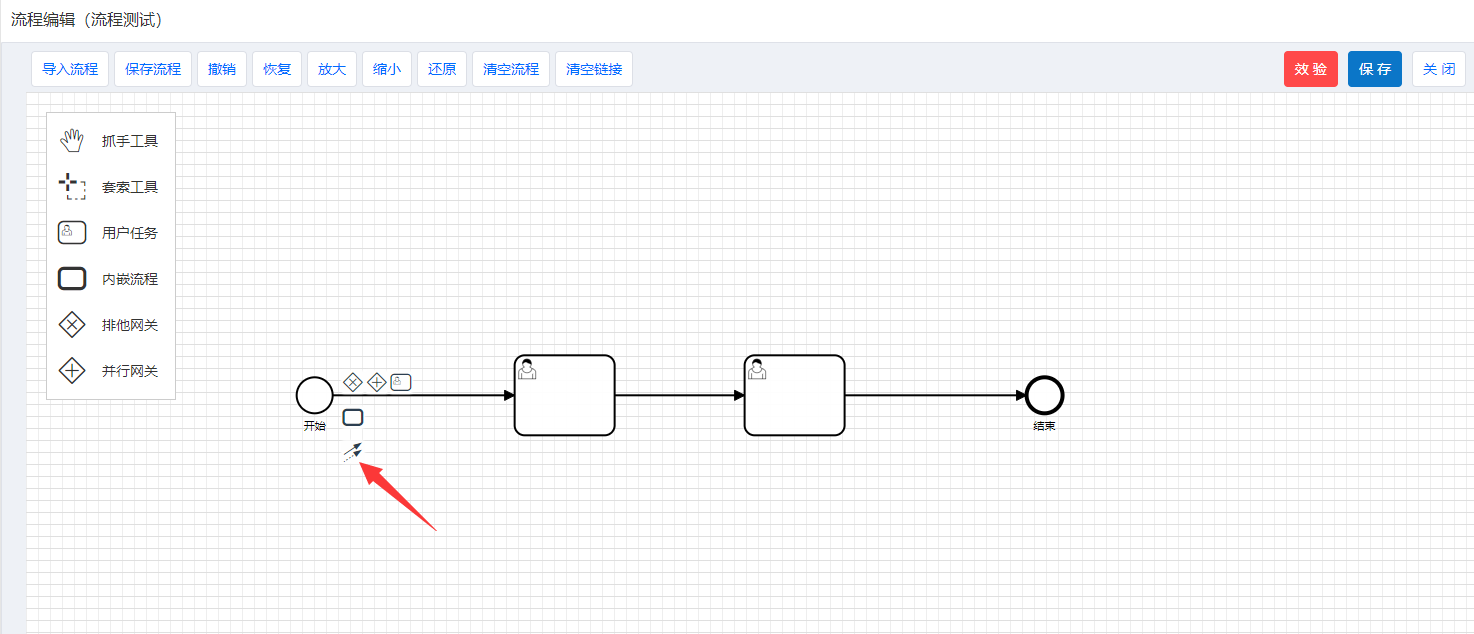 流程编辑（流程测试）
导入流程 保存流程 撤销 恢复 放大 缩小 还原 清空流程 清空链接 效 验 保 存 关 闭
抓手工具
套索工具
用户任务
内嵌流程
排他网关
并行网关
开始 结束